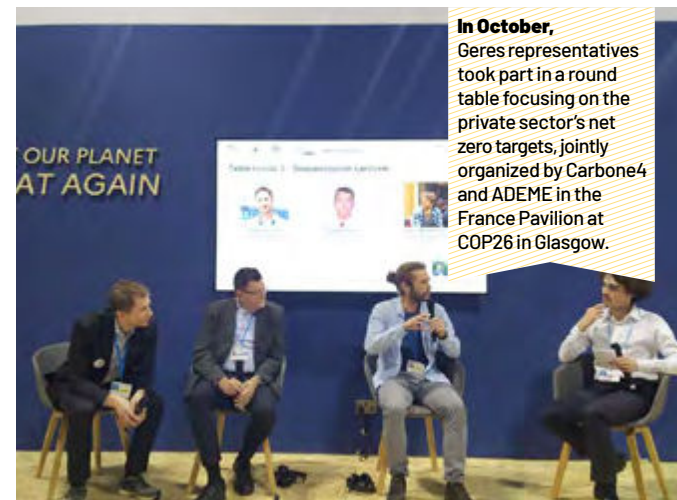 In October,
Geres representatives
took part in a round
table focusing on the
private sector's net
zero targets, jointly
organized by Carbone4
and ADEME in the
France Pavilion at
COP26 in Glasgow.
OUR PLANET
AT AGAIN